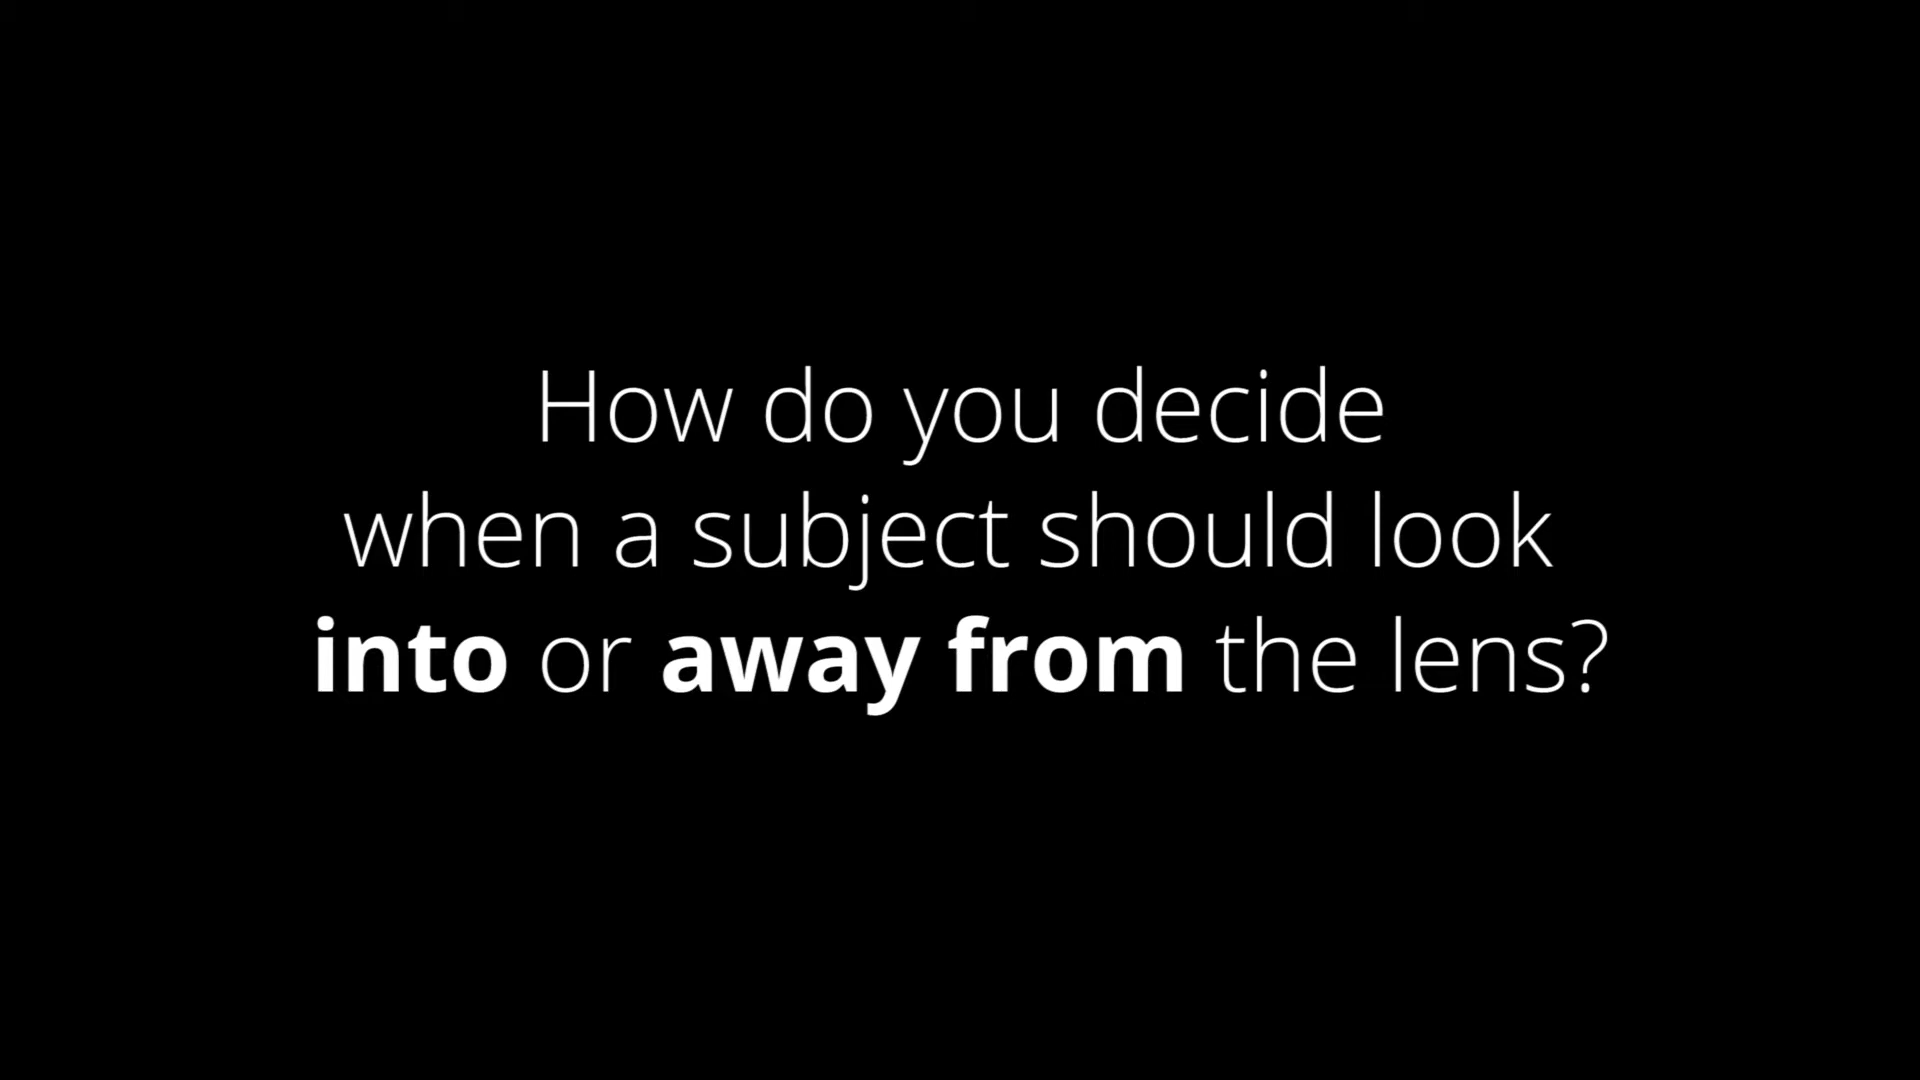 How do you decide
when a subject should look
into or away from the lens?